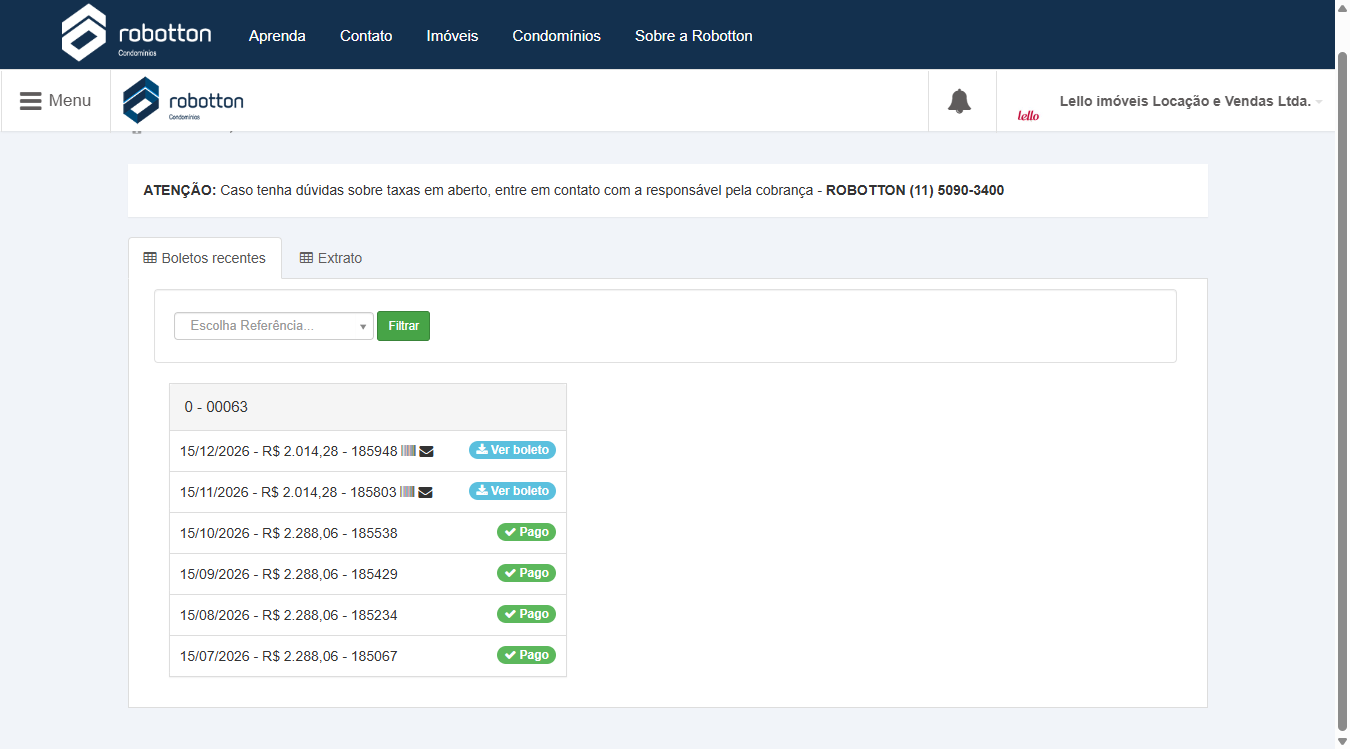 robotton
Condomínios
Aprenda
Contato
Imóveis
Condomínios
Sobre a Robotton
Menu
robotton
Condomínios
lello
Lello imóveis Locação e Vendas Ltda.
ATENÇÃO: Caso tenha dúvidas sobre taxas em aberto, entre em contato com a responsável pela cobrança - ROBOTTON (11) 5090-3400
Boletos recentes
Extrato
Escolha Referência...
Filtrar
0 - 00063
15/12/2026 - R$ 2.014,28 - 185948 Ver boleto
15/11/2026 - R$ 2.014,28 - 185803 Ver boleto
15/10/2026 - R$ 2.288,06 - 185538 Pago
15/09/2026 - R$ 2.288,06 - 185429 Pago
15/08/2026 - R$ 2.288,06 - 185234 Pago
15/07/2026 - R$ 2.288,06 - 185067 Pago